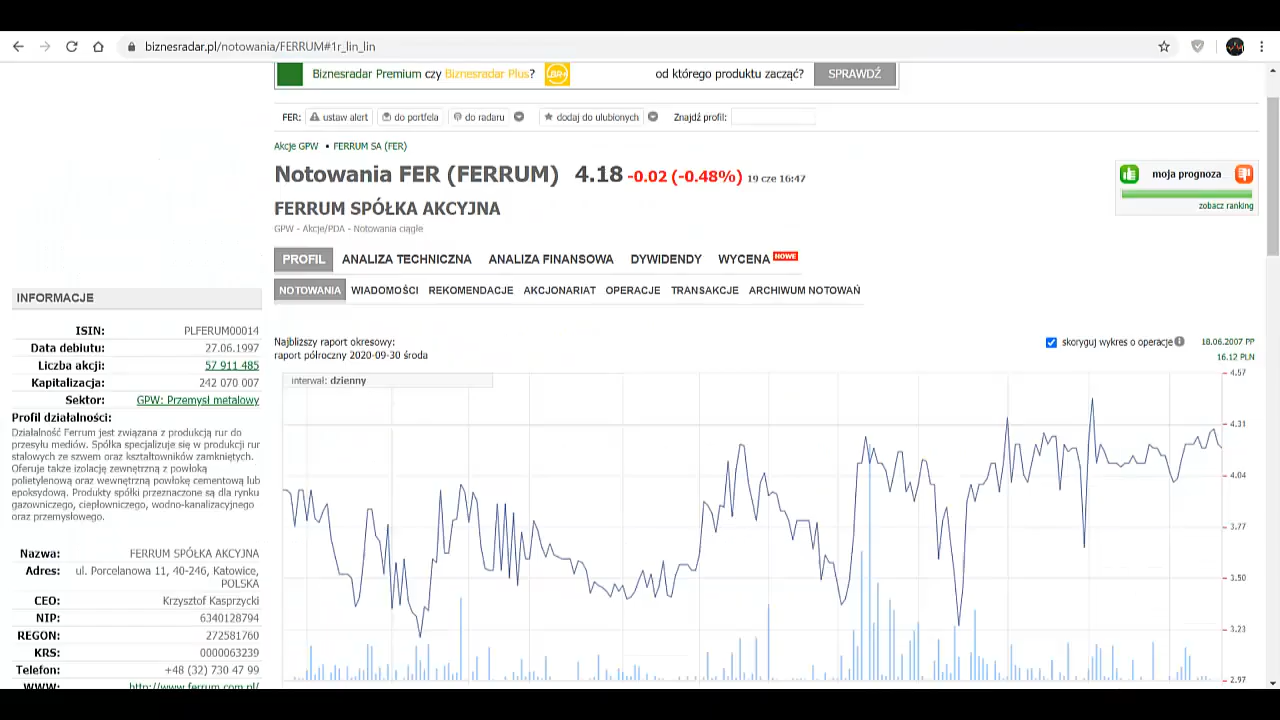 biznesradar.pl/notowania/FERRUM#1r_lin_lin
Biznesradar Premium czy Biznesradar Plus? BR+ od którego produktu zacząć? SPRAWDŹ
FER: ustaw alert do portfela do radaru dodaj do ulubionych Znajdź profil:
Akcje GPW • FERRUM SA (FER)
Notowania FER (FERRUM) 4.18 -0.02 (-0.48%) 19 cze 16:47
moja prognoza
zobacz ranking
FERRUM SPÓŁKA AKCYJNA
GPW - Akcje/PDA - Notowania ciągłe
PROFIL ANALIZA TECHNICZNA ANALIZA FINANSOWA DYWIDENDY WYCENA NOWE
NOTOWANIA WIADOMOŚCI REKOMENDACJE AKCJONARIAT OPERACJE TRANSAKCJE ARCHIWUM NOTOWAŃ
INFORMACJE
ISIN: PLFERUM00014
Data debiutu: 27.06.1997
Liczba akcji: 57 911 485
Kapitalizacja: 242 070 007
Sektor: GPW: Przemysł metalowy
Profil działalności:
Działalność Ferrum jest związana z produkcją rur do
przesyłu mediów. Spółka specjalizuje się w produkcji rur
stalowych ze szwem oraz kształtowników zamkniętych.
Oferuje także izolację zewnętrzną z powłoką
polietylenową oraz wewnętrzną powłokę cementową lub
epoksydową. Produkty spółki przeznaczone są dla rynku
gazowniczego, ciepłowniczego, wodno-kanalizacyjnego
oraz przemysłowego.
Nazwa: FERRUM SPÓŁKA AKCYJNA
Adres: ul. Porcelanowa 11, 40-246, Katowice,
POLSKA
CEO: Krzysztof Kasprzycki
NIP: 6340128794
REGON: 272581760
KRS: 0000063239
Telefon: +48 (32) 730 47 99
WWW: http://www.ferrum.com.pl/
Najbliższy raport okresowy:
raport półroczny 2020-09-30 środa
skoryguj wykres o operacje
18.06.2007 PP
16.12 PLN
interwał: dzienny
4.57
4.31
4.04
3.77
3.50
3.23
2.97